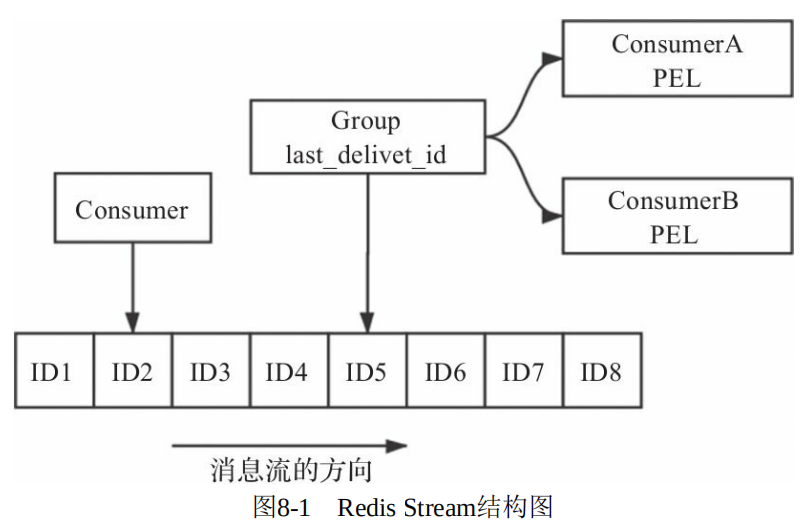 ConsumerA
PEL
Group
last_delivet_id
Consumer
ConsumerB
PEL
ID1 ID2 ID3 ID4 ID5 ID6 ID7 ID8
消息流的方向
图8-1 Redis Stream结构图